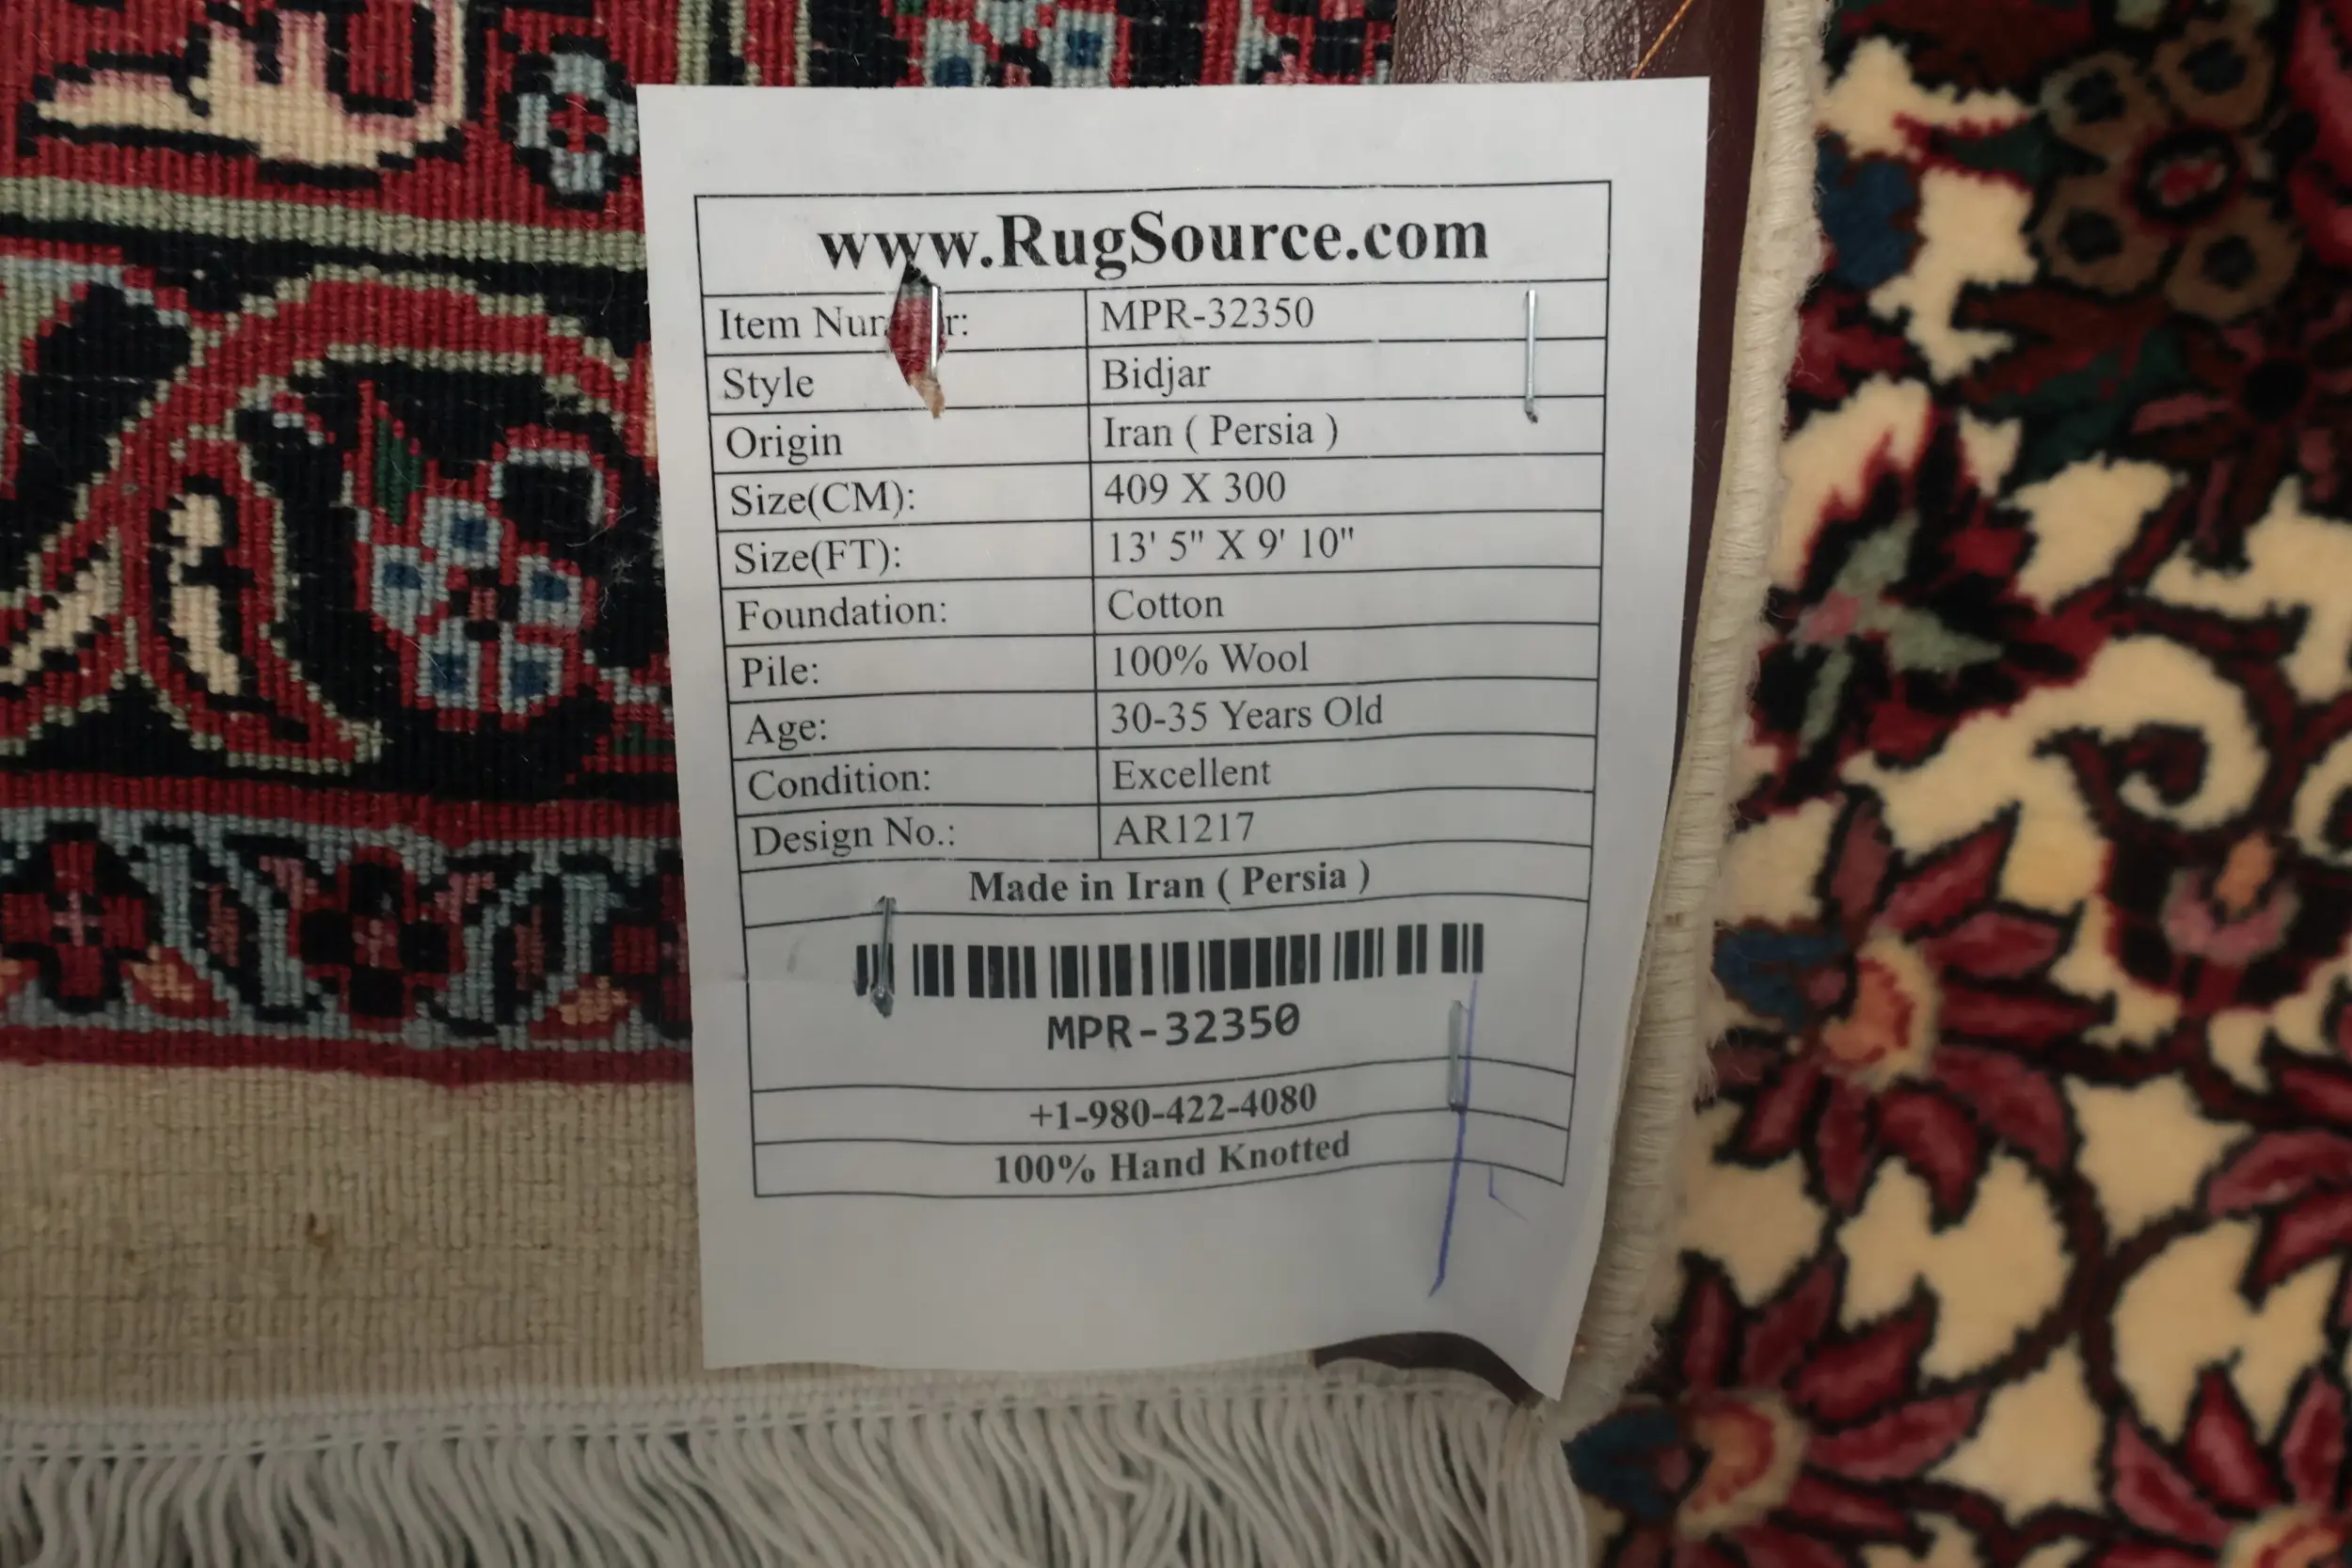 www.RugSource.com
Item Number: MPR-32350
Style Bidjar
Origin Iran ( Persia )
Size(CM): 409 X 300
Size(FT): 13' 5" X 9' 10"
Foundation: Cotton
Pile: 100% Wool
Age: 30-35 Years Old
Condition: Excellent
Design No.: AR1217
Made in Iran ( Persia )
MPR-32350
+1-980-422-4080
100% Hand Knotted